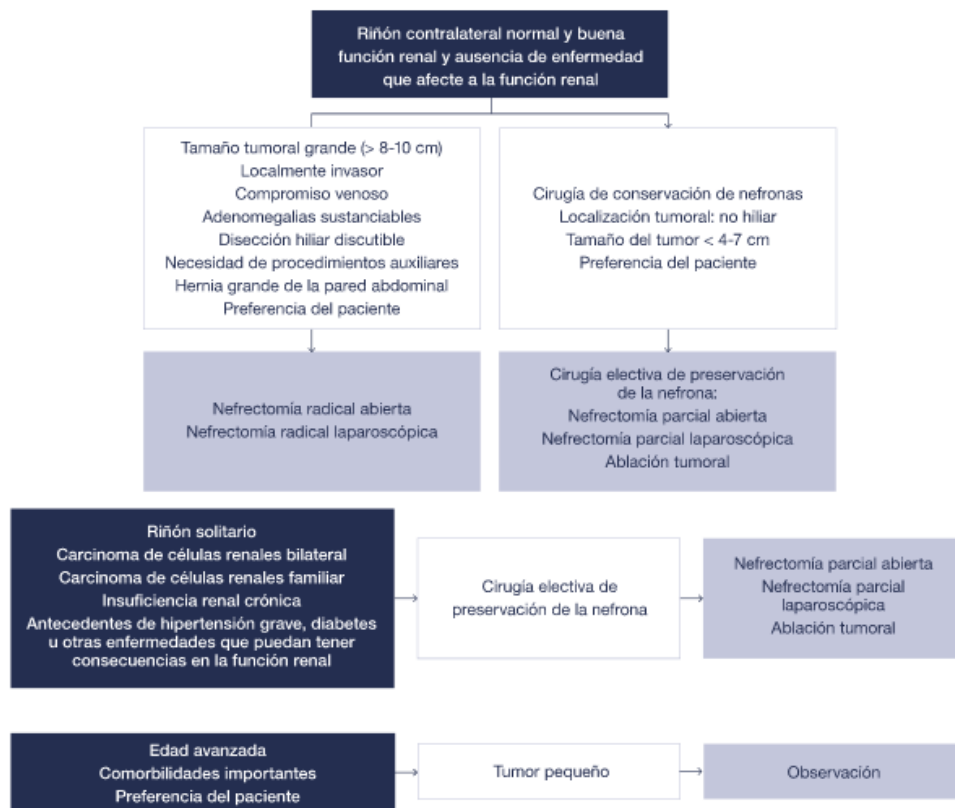 Riñón contralateral normal y buena
función renal y ausencia de enfermedad
que afecte a la función renal
Tamaño tumoral grande (> 8-10 cm)
Localmente invasor
Compromiso venoso
Adenomegalias sustanciables
Disección hiliar discutible
Necesidad de procedimientos auxiliares
Hernia grande de la pared abdominal
Preferencia del paciente
Cirugía de conservación de nefronas
Localización tumoral: no hiliar
Tamaño del tumor < 4-7 cm
Preferencia del paciente
Nefrectomía radical abierta
Nefrectomía radical laparoscópica
Cirugía electiva de preservación
de la nefrona:
Nefrectomía parcial abierta
Nefrectomía parcial laparoscópica
Ablación tumoral
Riñón solitario
Carcinoma de células renales bilateral
Carcinoma de células renales familiar
Insuficiencia renal crónica
Antecedentes de hipertensión grave, diabetes
u otras enfermedades que puedan tener
consecuencias en la función renal
Cirugía electiva de
preservación de la nefrona
Nefrectomía parcial abierta
Nefrectomía parcial
laparoscópica
Ablación tumoral
Edad avanzada
Comorbilidades importantes
Preferencia del paciente
Tumor pequeño
Observación